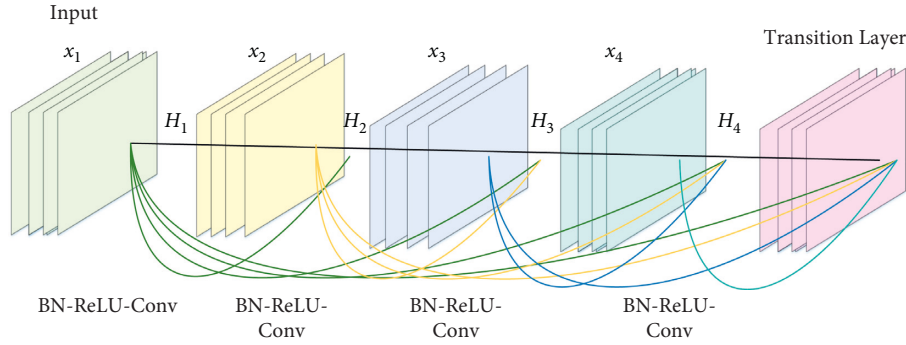 Input
x1
x2
x3
x4
Transition Layer
H1
H2
H3
H4
BN-ReLU-Conv
BN-ReLU-
Conv
BN-ReLU-
Conv
BN-ReLU-
Conv